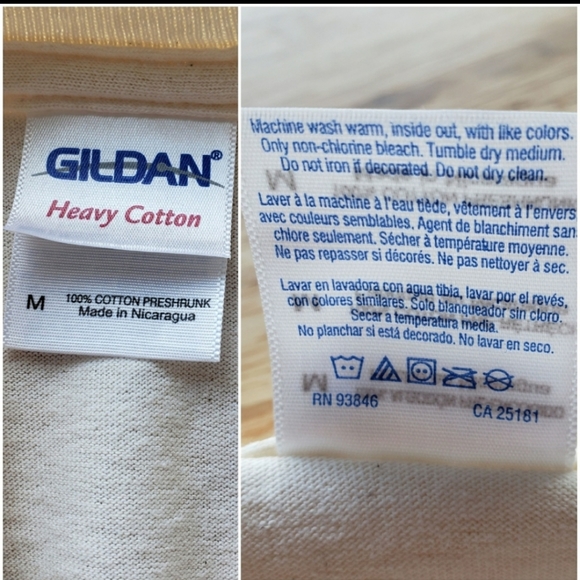 GILDAN®
Heavy Cotton
M
100% COTTON PRESHRUNK
Made in Nicaragua
Machine wash warm, inside out, with like colors.
Only non-chlorine bleach. Tumble dry medium.
Do not iron if decorated. Do not dry clean.
Laver à la machine à l'eau tiède, vêtement à l'envers
avec couleurs semblables. Agent de blanchiment san
chlore seulement. Sécher à température moyenne.
Ne pas repasser si décorés. Ne pas nettoyer à sec.
Lavar en lavadora con agua tibia, lavar por el revés,
con colores similares. Solo blanqueador sin cloro.
Secar a temperatura media.
No planchar si está decorado. No lavar en seco.
RN 93846
CA 25181